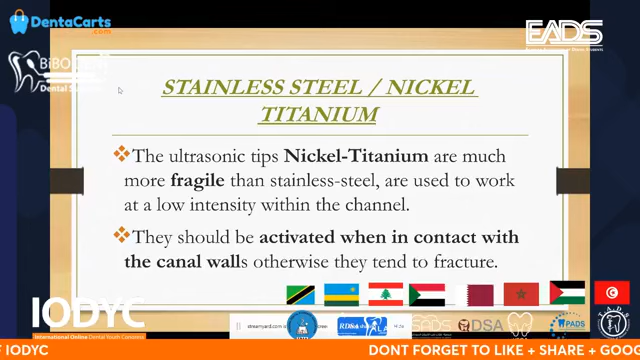 DentaCarts
.com
EADS
BiBO
Dental S
STAINLESS STEEL / NICKEL
TITANIUM
❖The ultrasonic tips Nickel-Titanium are much
more fragile than stainless-steel, are used to work
at a low intensity within the channel.
❖They should be activated when in contact with
the canal walls otherwise they tend to fracture.
IODYC
International Online Dental Youth Congress
DSA
PADS
F IODYC
DONT FORGET TO LIKE + SHARE + GOO